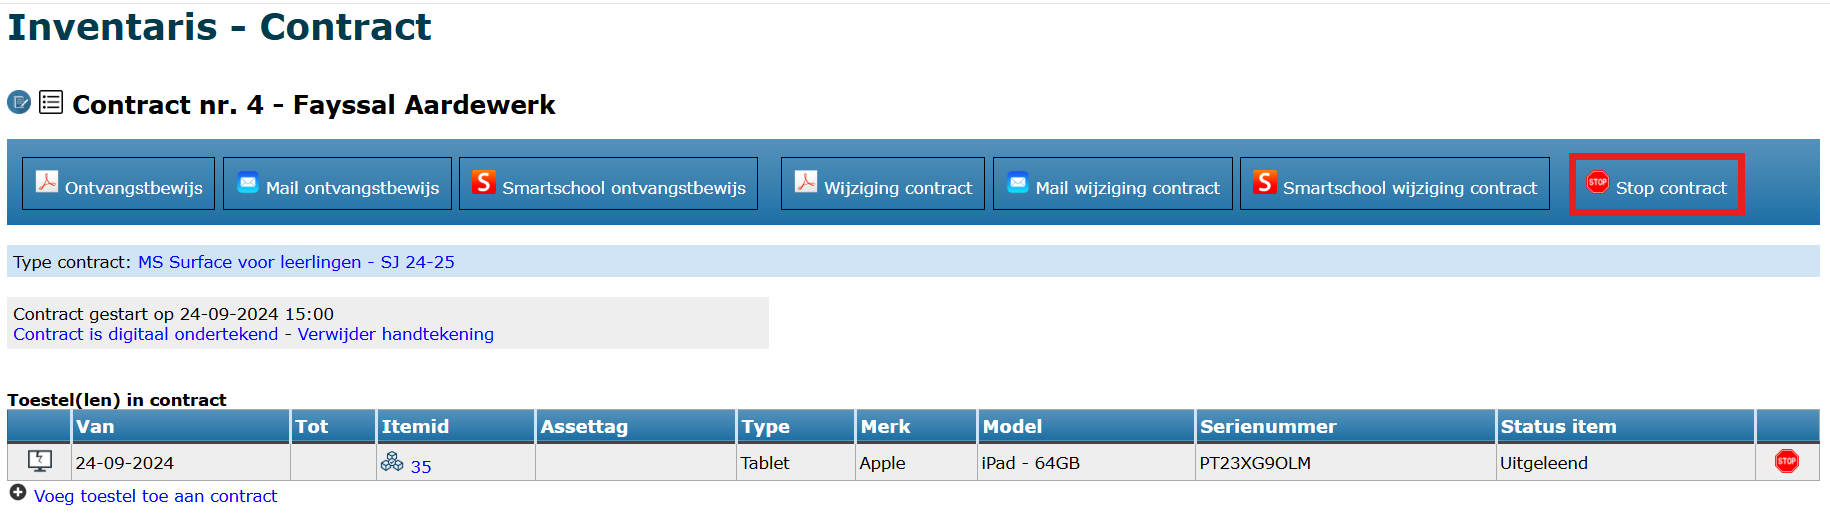 Inventaris - Contract
Contract nr. 4 - Fayssal Aardewerk
Ontvangstbewijs Mail ontvangstbewijs S Smartschool ontvangstbewijs Wijziging contract Mail wijziging contract S Smartschool wijziging contract STOP Stop contract
Type contract: MS Surface voor leerlingen - SJ 24-25
Contract gestart op 24-09-2024 15:00
Contract is digitaal ondertekend - Verwijder handtekening
Toestel(len) in contract
Van Tot Itemid Assettag Type Merk Model Serienummer Status item
24-09-2024 35 Tablet Apple iPad - 64GB PT23XG9OLM Uitgeleend STOP
Voeg toestel toe aan contract